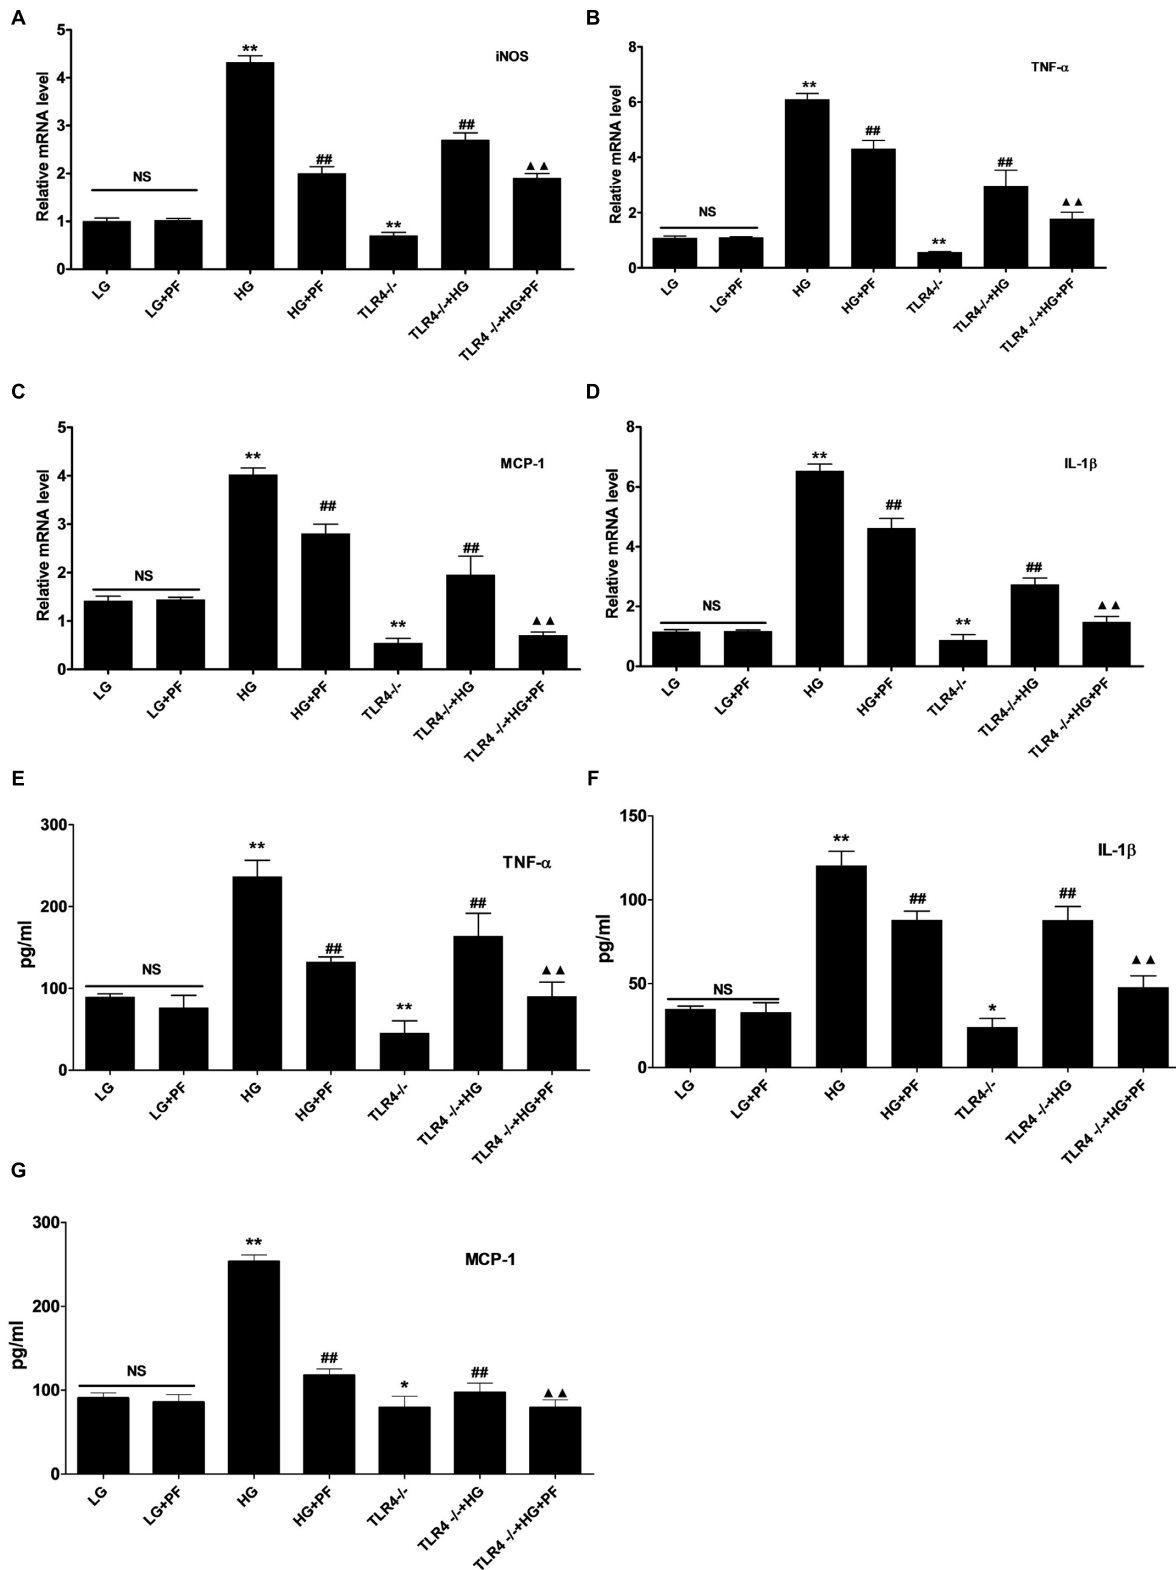 A
Relative mRNA level
5
4
3
2
1
0
iNOS
NS
**
##
**
##
▲▲
LG
LG+PF
HG
HG+PF
TLR4-/-
TLR4-/-+HG
TLR4 -/-+HG+PF
B
Relative mRNA level
8
6
4
2
0
TNF-α
NS
**
##
**
##
▲▲
LG
LG+PF
HG
HG+PF
TLR4-/-
TLR4-/-+HG
TLR4 -/-+HG+PF
C
Relative mRNA level
5
4
3
2
1
0
MCP-1
NS
**
##
**
##
▲▲
LG
LG+PF
HG
HG+PF
TLR4-/-
TLR4-/-+HG
TLR4 -/-+HG+PF
D
Relative mRNA level
8
6
4
2
0
IL-1β
NS
**
##
**
##
▲▲
LG
LG+PF
HG
HG+PF
TLR4-/-
TLR4-/-+HG
TLR4 -/-+HG+PF
E
pg/ml
300
200
100
0
TNF-α
NS
**
##
**
##
▲▲
LG
LG+PF
HG
HG+PF
TLR4-/-
TLR4 -/-+HG
TLR4 -/-+HG+PF
F
pg/ml
150
100
50
0
IL-1β
NS
**
##
*
##
▲▲
LG
LG+PF
HG
HG+PF
TLR4-/-
TLR4 -/-+HG
TLR4 -/-+HG+PF
G
pg/ml
300
200
100
0
MCP-1
NS
**
##
*
##
▲▲
LG
LG+PF
HG
HG+PF
TLR4-/-
TLR4 -/-+HG
TLR4 -/-+HG+PF